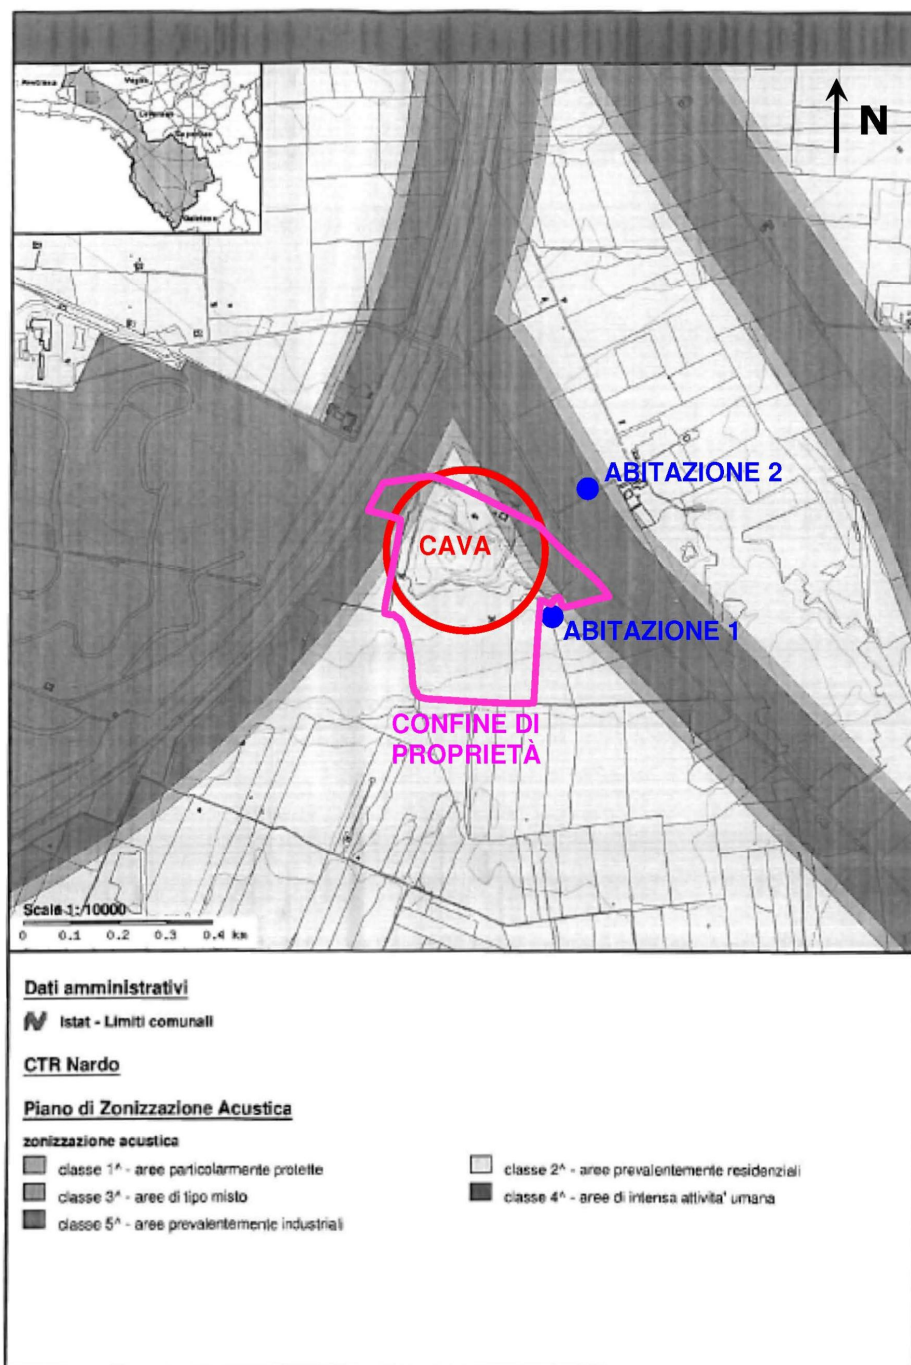 N
ABITAZIONE 2
CAVA
ABITAZIONE 1
CONFINE DI
PROPRIETÀ
Scala 1:10000
0 0.1 0.2 0.3 0.4 km
Dati amministrativi
Istat - Limiti comunali
CTR Nardo
Piano di Zonizzazione Acustica
zonizzazione acustica
classe 1^ - aree particolarmente protette
classe 3^ - aree di tipo misto
classe 5^ - aree prevalentemente industriali
classe 2^ - aree prevalentemente residenziali
classe 4^ - aree di intensa attivita' umana